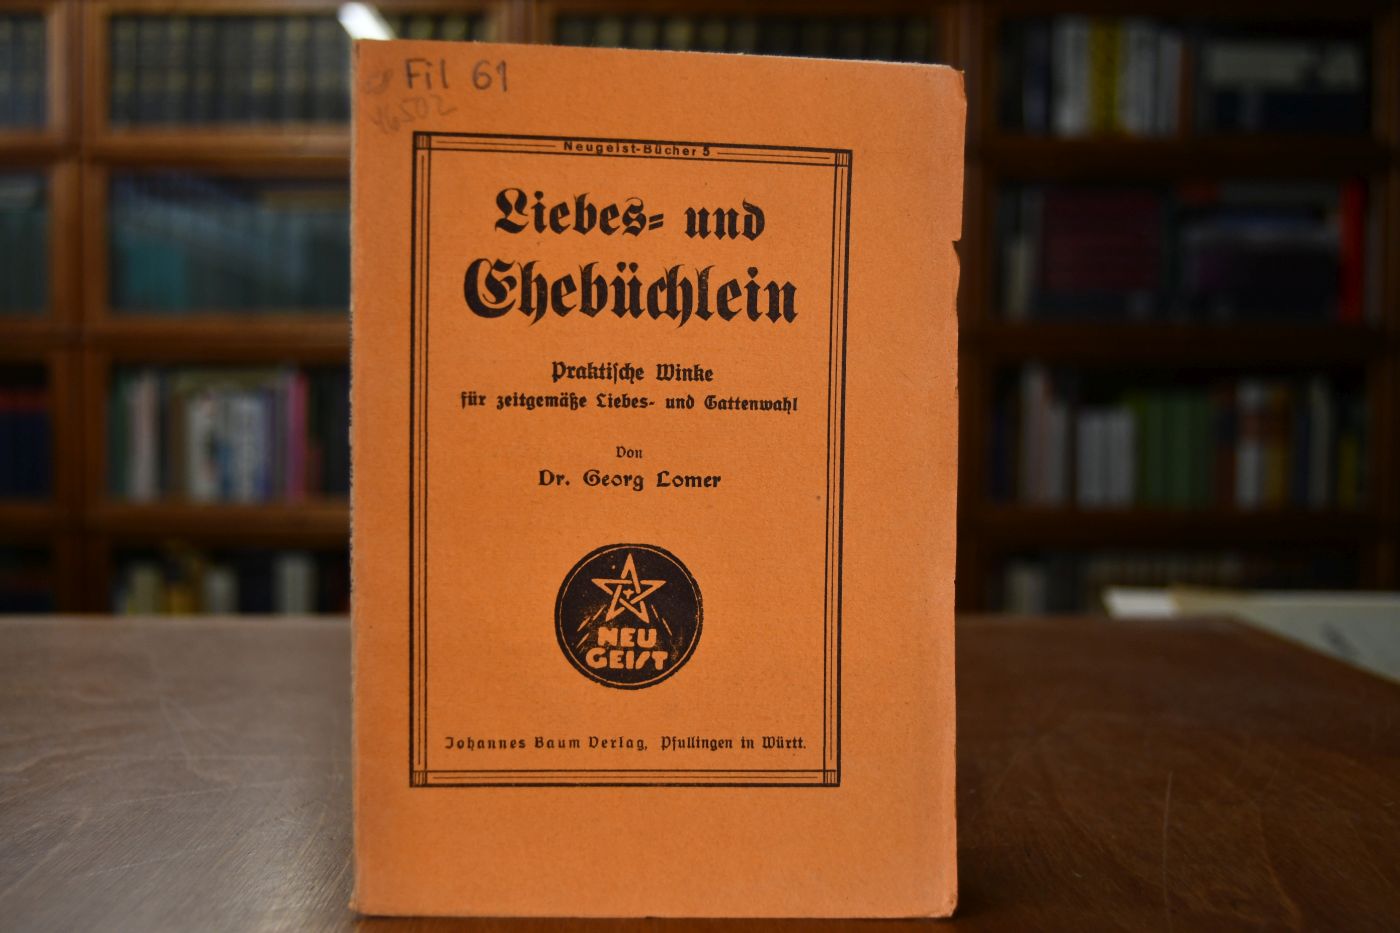 Fil 61
46502
Neugeist-Bücher 5
Liebes- und
Ehebüchlein
Praktische Winke
für zeitgemäße Liebes- und Gattenwahl
Von
Dr. Georg Lomer
NEU
GEIST
Johannes Baum Verlag, Pfullingen in Württ.